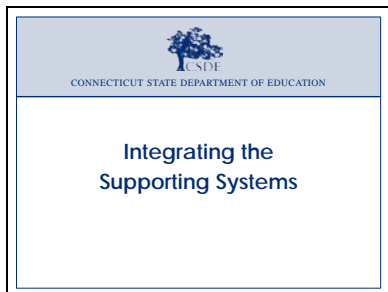 CSDE
CONNECTICUT STATE DEPARTMENT OF EDUCATION
Integrating the
Supporting Systems